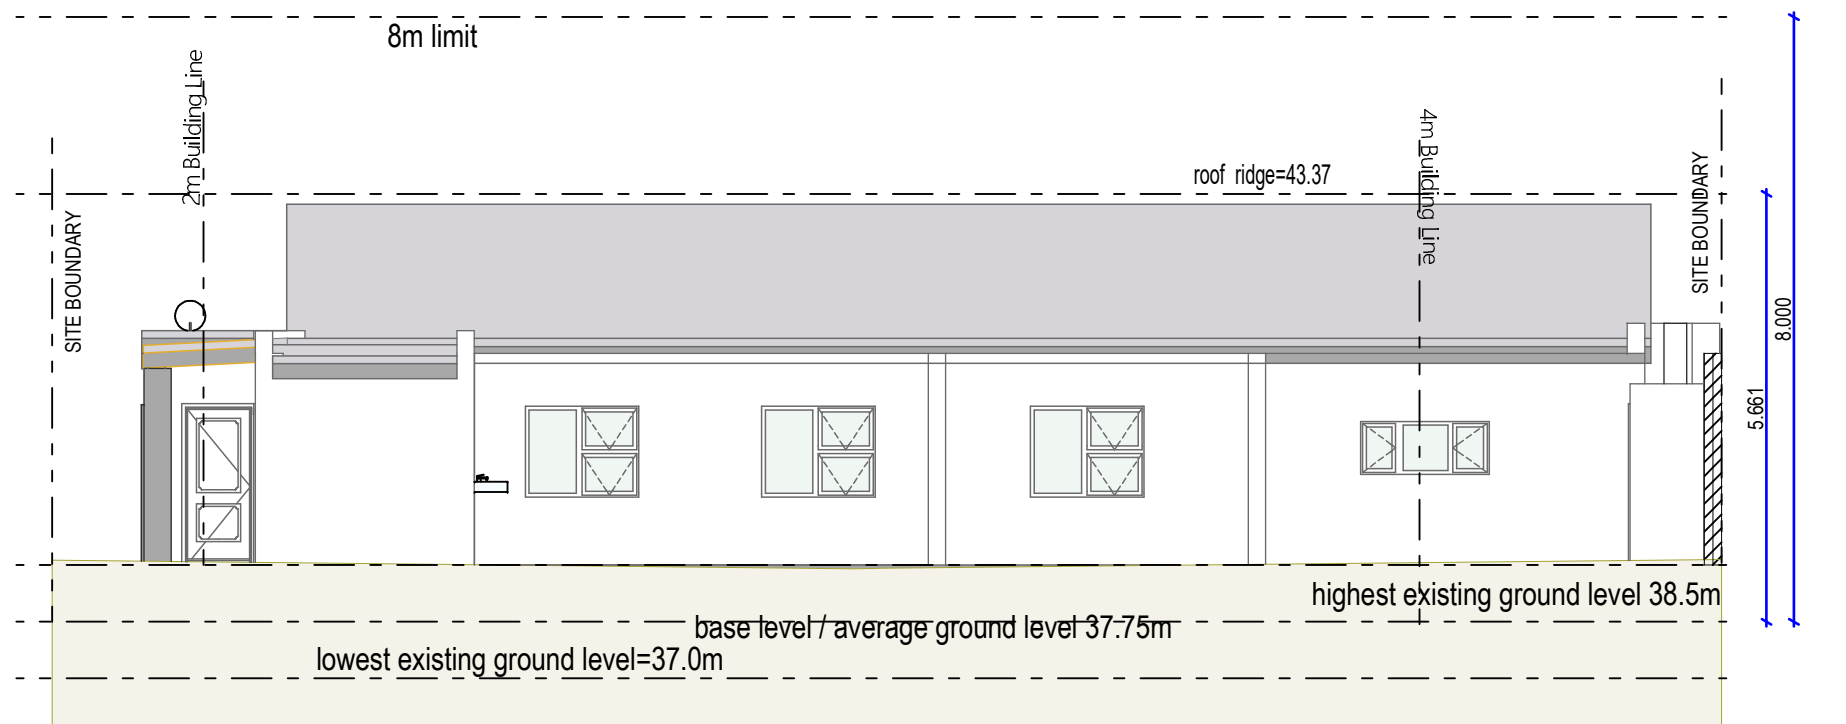 8m limit
2m Building Line
4m Building Line
roof ridge=43.37
SITE BOUNDARY
SITE BOUNDARY
8.000
5.661
highest existing ground level 38.5m
base level / average ground level 37.75m
lowest existing ground level=37.0m